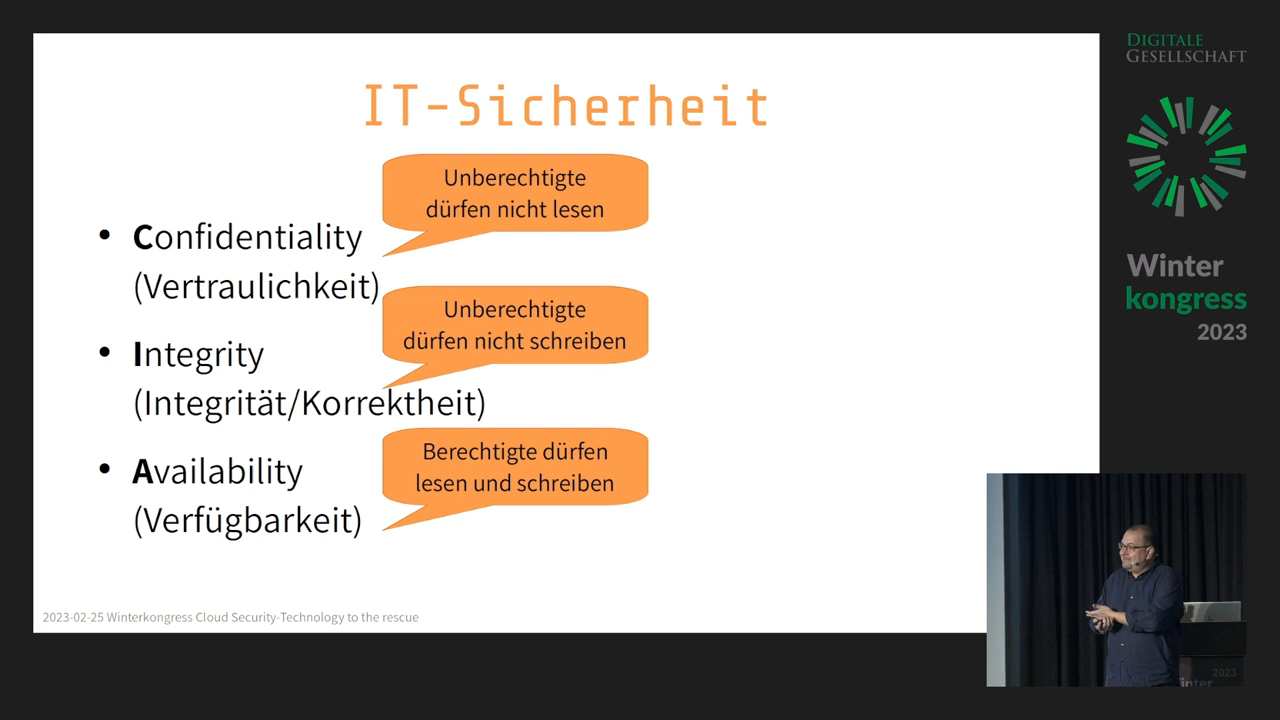 IT-Sicherheit
Unberechtigte
dürfen nicht lesen
• Confidentiality
(Vertraulichkeit)
Unberechtigte
dürfen nicht schreiben
• Integrity
(Integrität/Korrektheit)
Berechtigte dürfen
lesen und schreiben
• Availability
(Verfügbarkeit)
2023-02-25 Winterkongress Cloud Security-Technology to the rescue
DIGITALE
GESELLSCHAFT
Winter
kongress
2023
2023